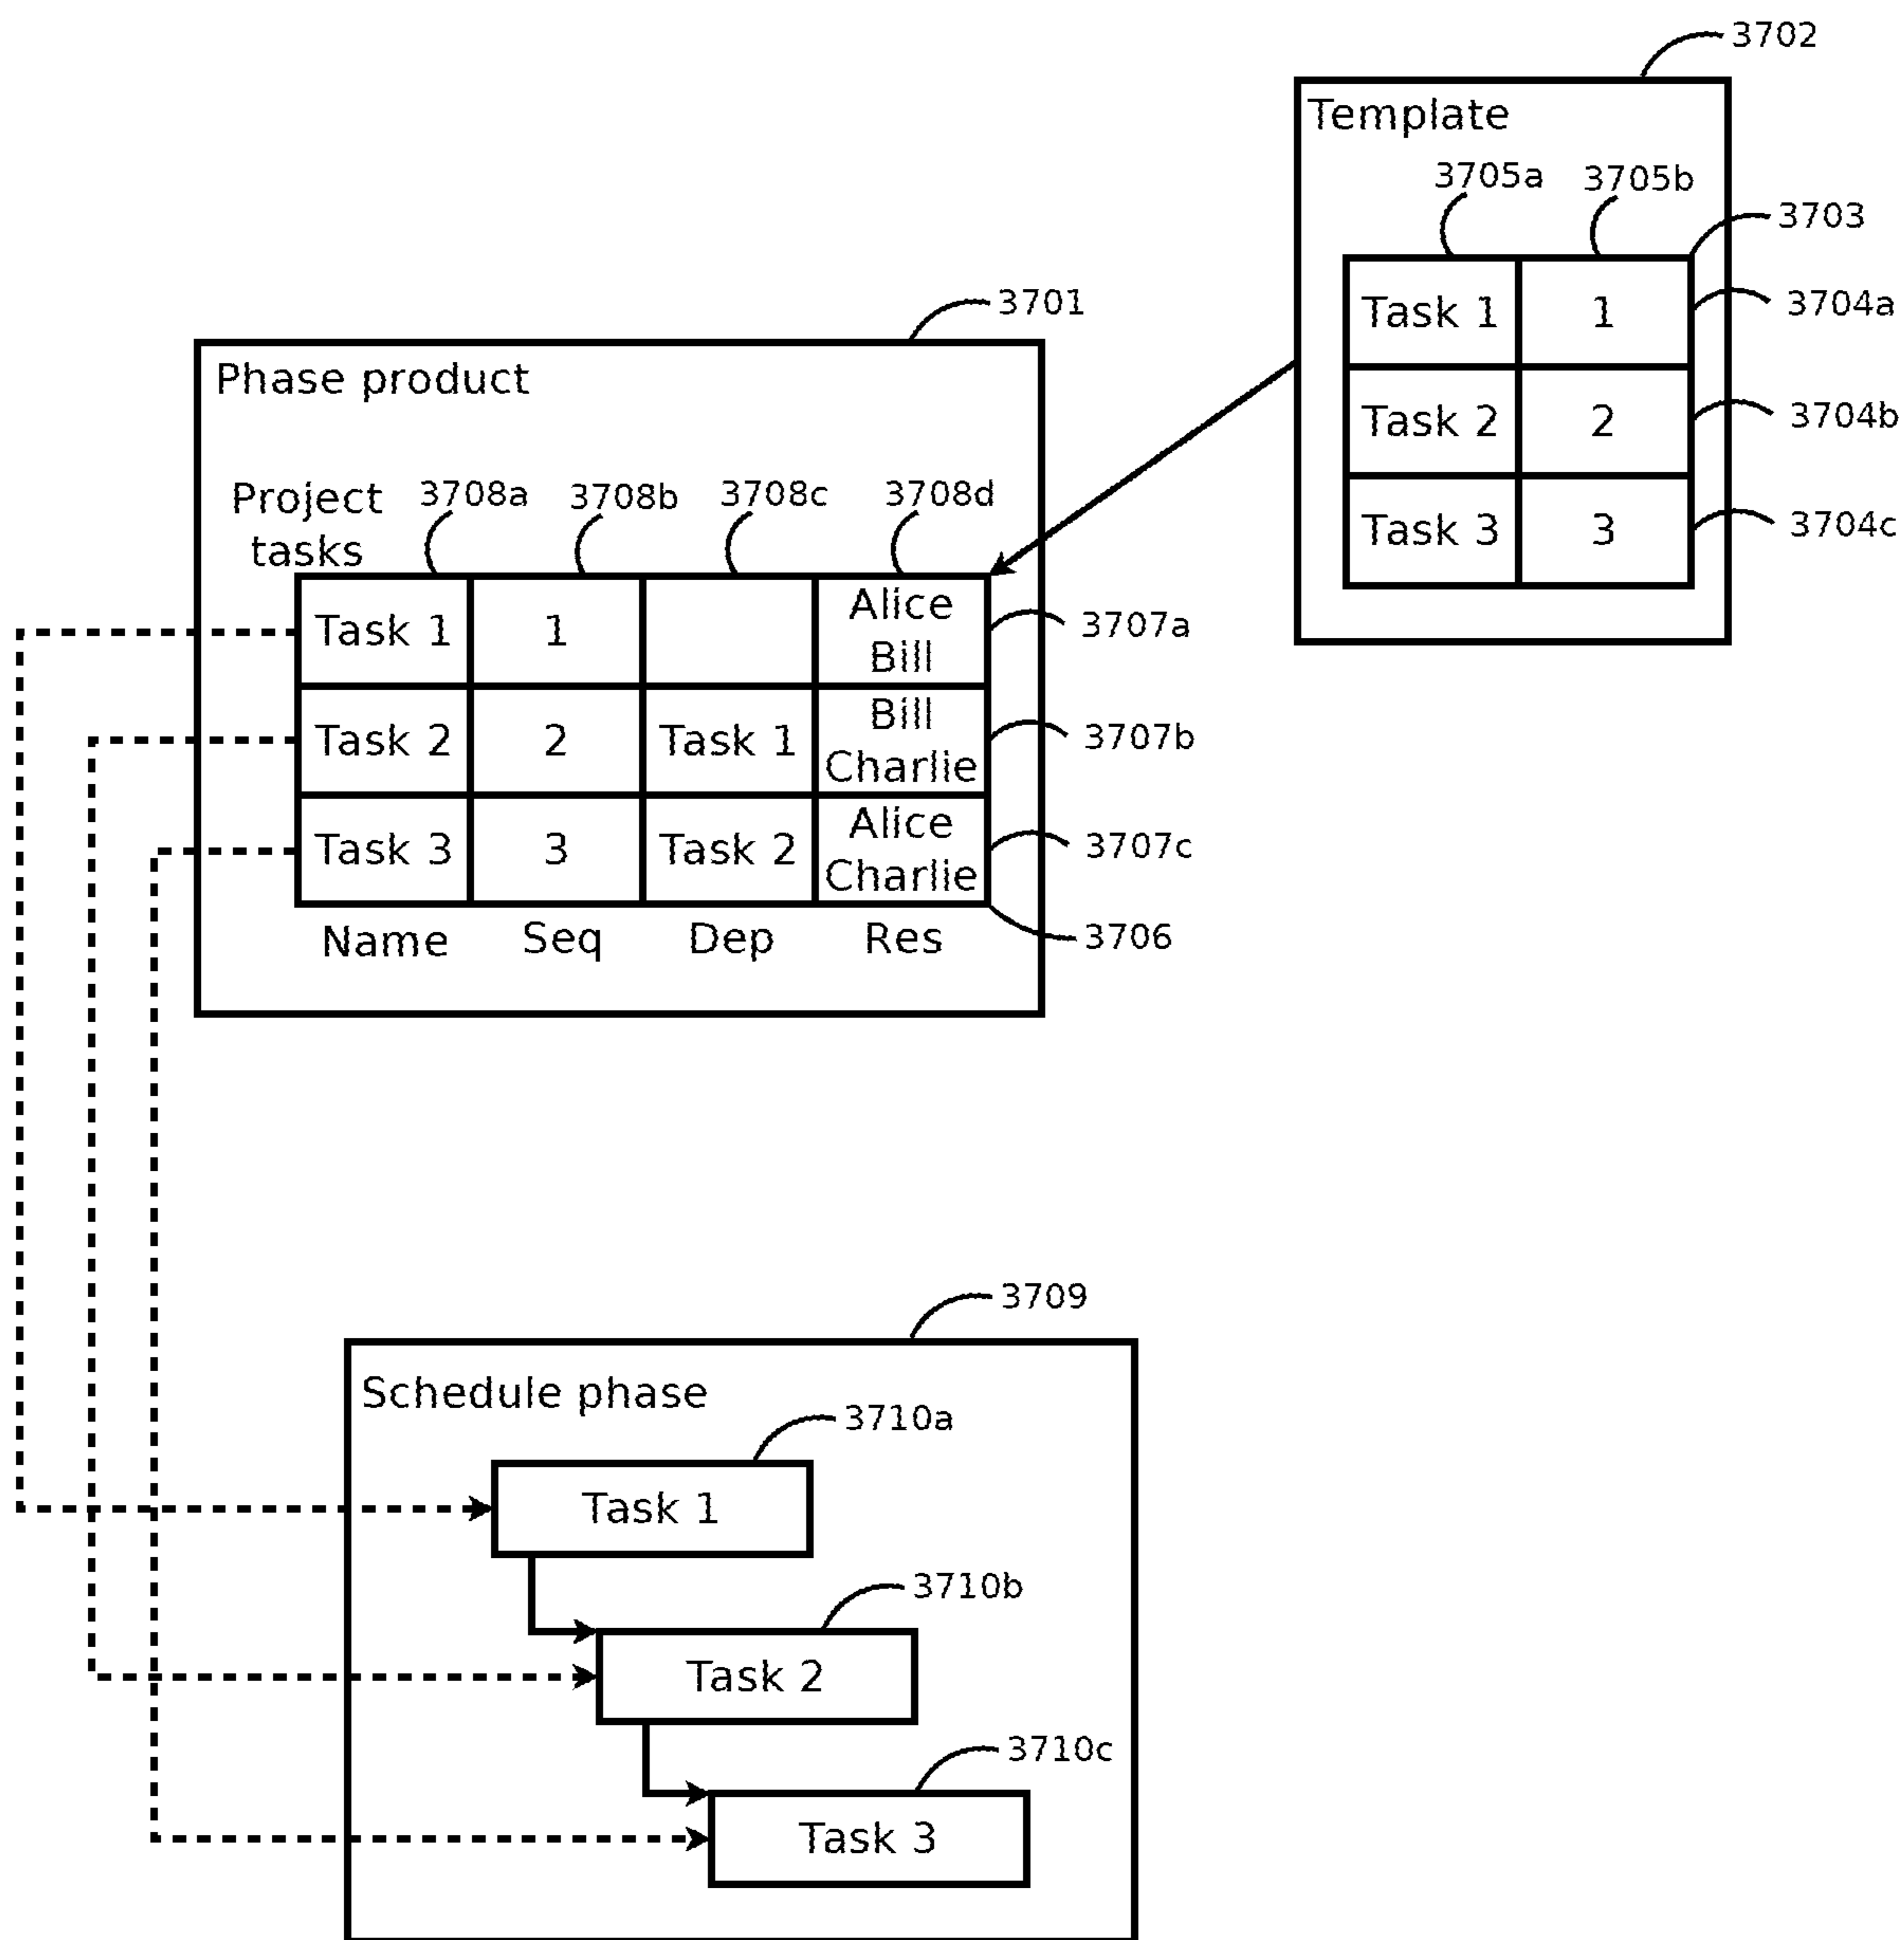 3702
Template
3705a 3705b
3703
Task 1 1 3704a
Task 2 2 3704b
Task 3 3 3704c
3701
Phase product
Project
tasks
3708a 3708b 3708c 3708d
Task 1 1 Alice
Bill
3707a
Task 2 2 Task 1 Bill
Charlie
3707b
Task 3 3 Task 2 Alice
Charlie
3707c
3706
Name Seq Dep Res
3709
Schedule phase
3710a
Task 1
3710b
Task 2
3710c
Task 3